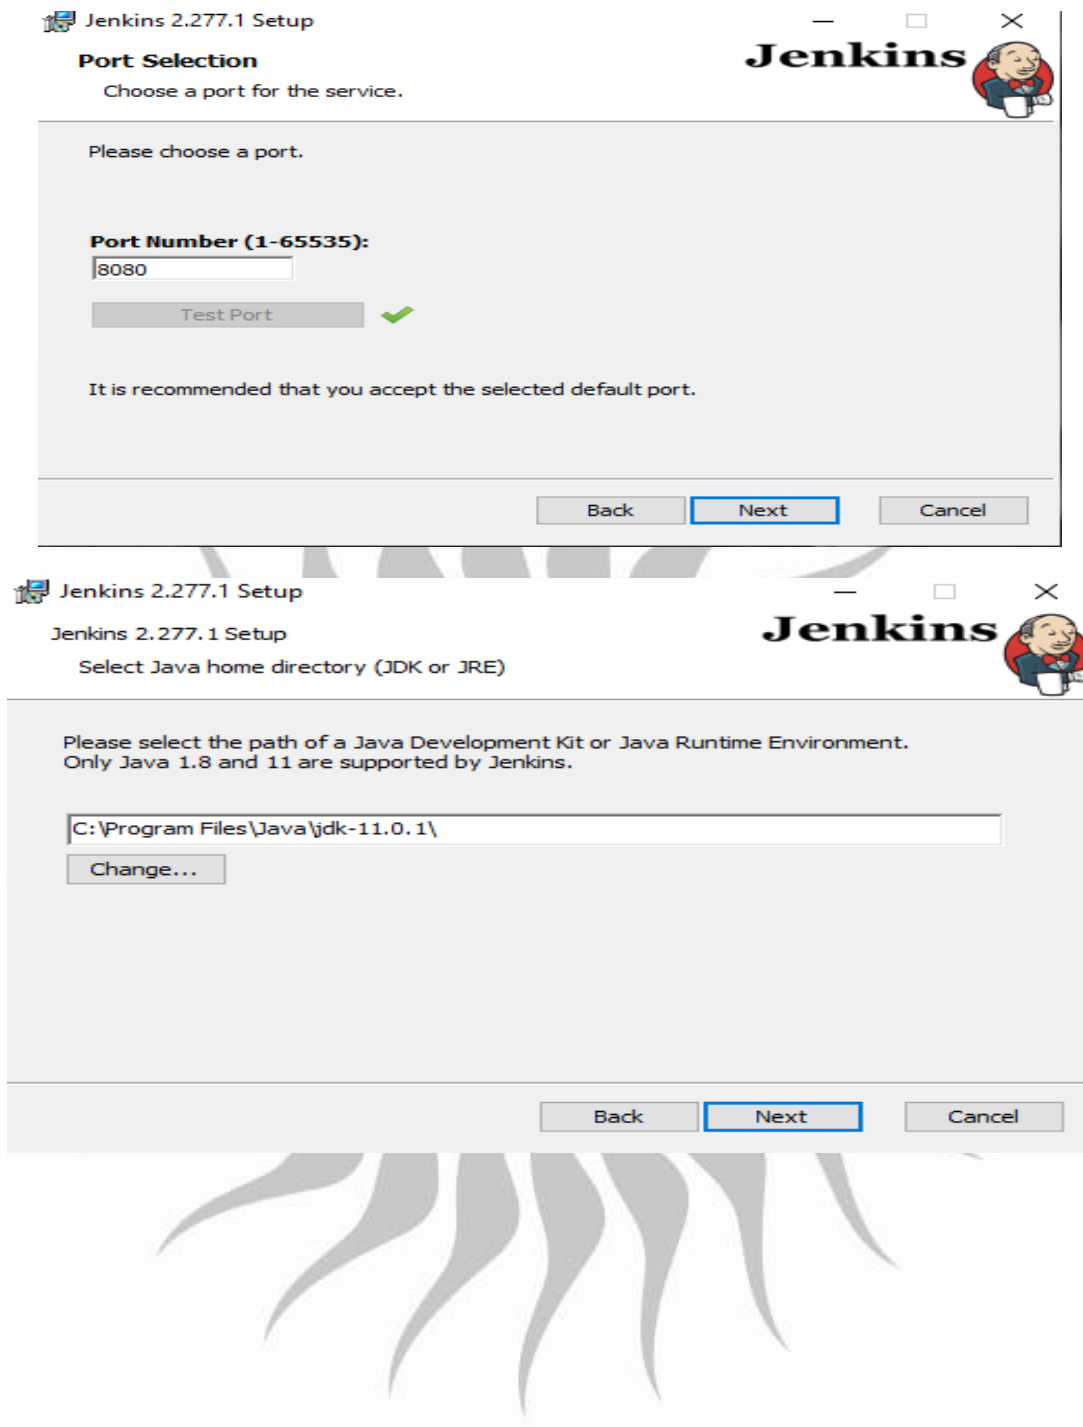 Jenkins 2.277.1 Setup
Port Selection
Jenkins
Choose a port for the service.
Please choose a port.
Port Number (1-65535):
8080
Test Port
It is recommended that you accept the selected default port.
Back
Next
Cancel
Jenkins 2.277.1 Setup
Jenkins 2.277.1 Setup
Jenkins
Select Java home directory (JDK or JRE)
Please select the path of a Java Development Kit or Java Runtime Environment.
Only Java 1.8 and 11 are supported by Jenkins.
C:\Program Files\Java\jdk-11.0.1\
Change...
Back
Next
Cancel